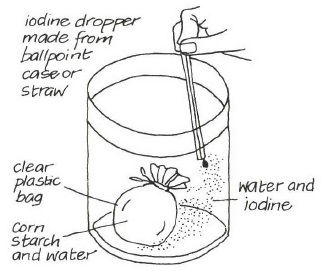 iodine dropper
made from
ballpoint
case or
straw
clear
plastic
bag
water and
iodine
corn
starch
and water